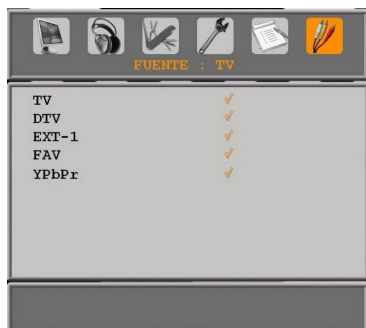 FUENTE : TV
TV
DTV
EXT-1
FAV
YPbPr